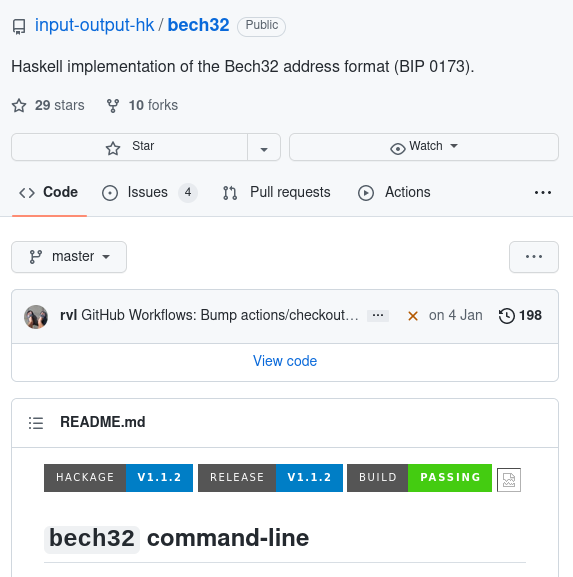 input-output-hk / bech32 Public
Haskell implementation of the Bech32 address format (BIP 0173).
29 stars 10 forks
Star Watch
Code Issues 4 Pull requests Actions ...
master ...
rvl GitHub Workflows: Bump actions/checkout… ... on 4 Jan 198
View code
README.md
HACKAGE V1.1.2 RELEASE V1.1.2 BUILD PASSING
bech32 command-line